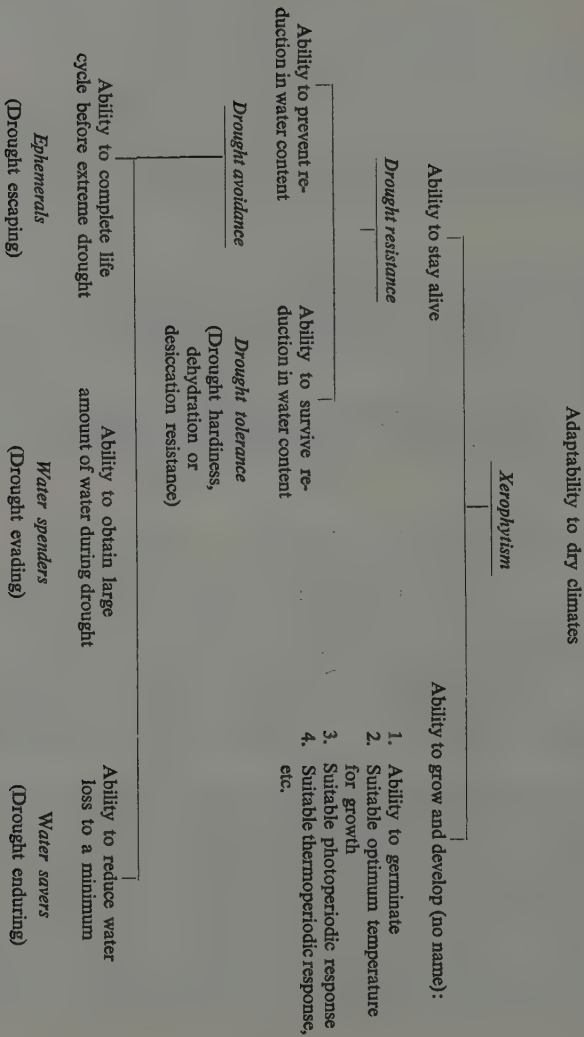 Adaptability to dry climates
Xerophytism
Ability to stay alive
Drought resistance
Ability to grow and develop (no name):
1. Ability to germinate
2. Suitable optimum temperature
for growth
3. Suitable photoperiodic response
4. Suitable thermoperiodic response,
etc.
Ability to prevent re-
duction in water content
Drought avoidance
Ability to survive re-
duction in water content
Drought tolerance
(Drought hardiness,
dehydration or
desiccation resistance)
Ability to complete life
cycle before extreme drought
Ephemerals
(Drought escaping)
Ability to obtain large
amount of water during drought
Water spenders
(Drought evading)
Ability to reduce water
loss to a minimum
Water savers
(Drought enduring)